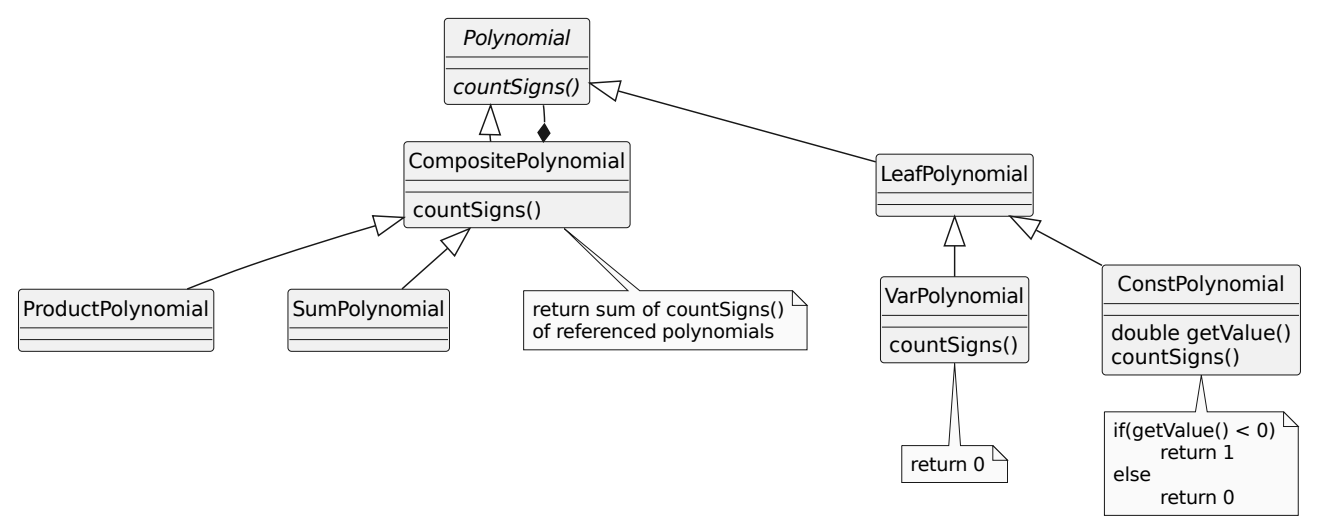 Polynomial
countSigns()
CompositePolynomial
countSigns()
LeafPolynomial
ProductPolynomial
SumPolynomial
return sum of countSigns()
of referenced polynomials
VarPolynomial
countSigns()
ConstPolynomial
double getValue()
countSigns()
return 0
if(getValue() < 0)
return 1
else
return 0